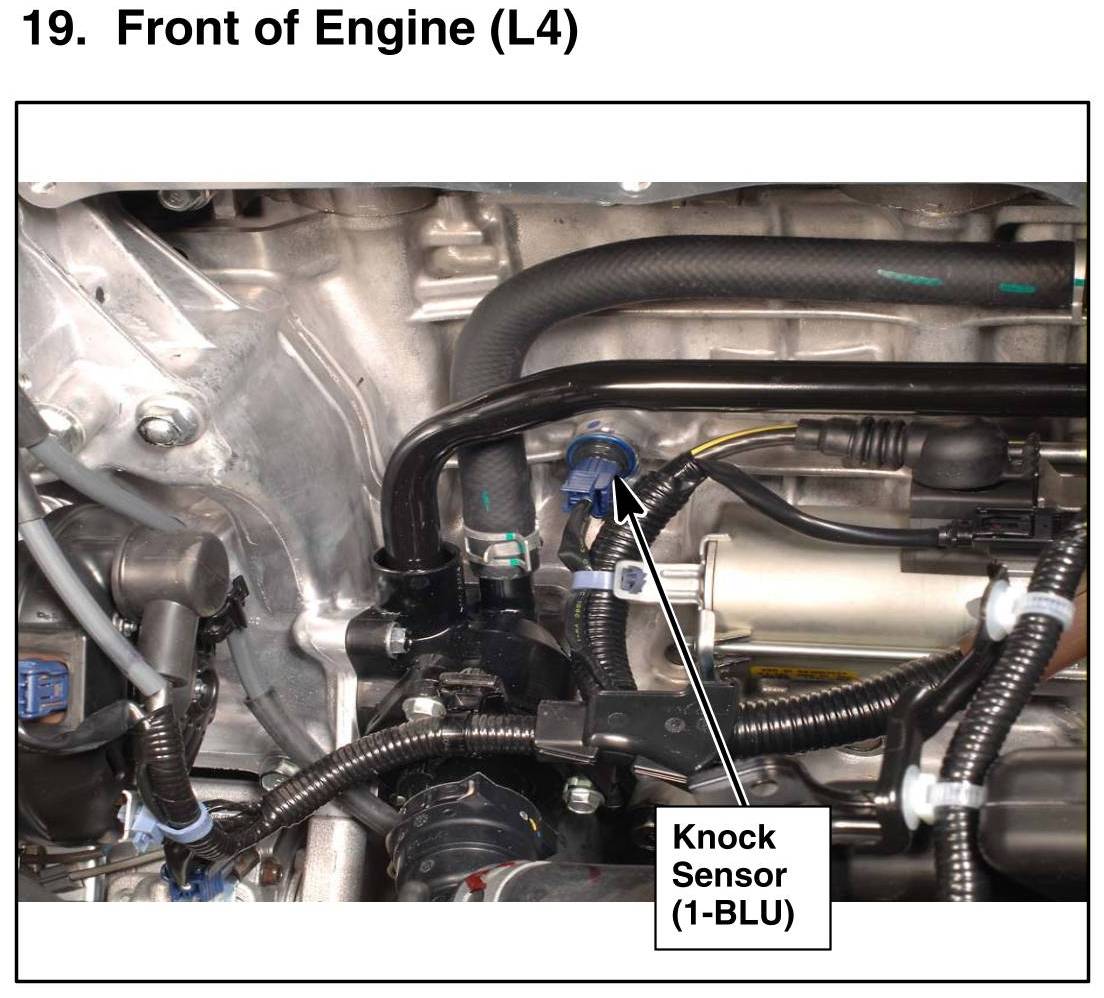 19. Front of Engine (L4)
Knock
Sensor
(1-BLU)